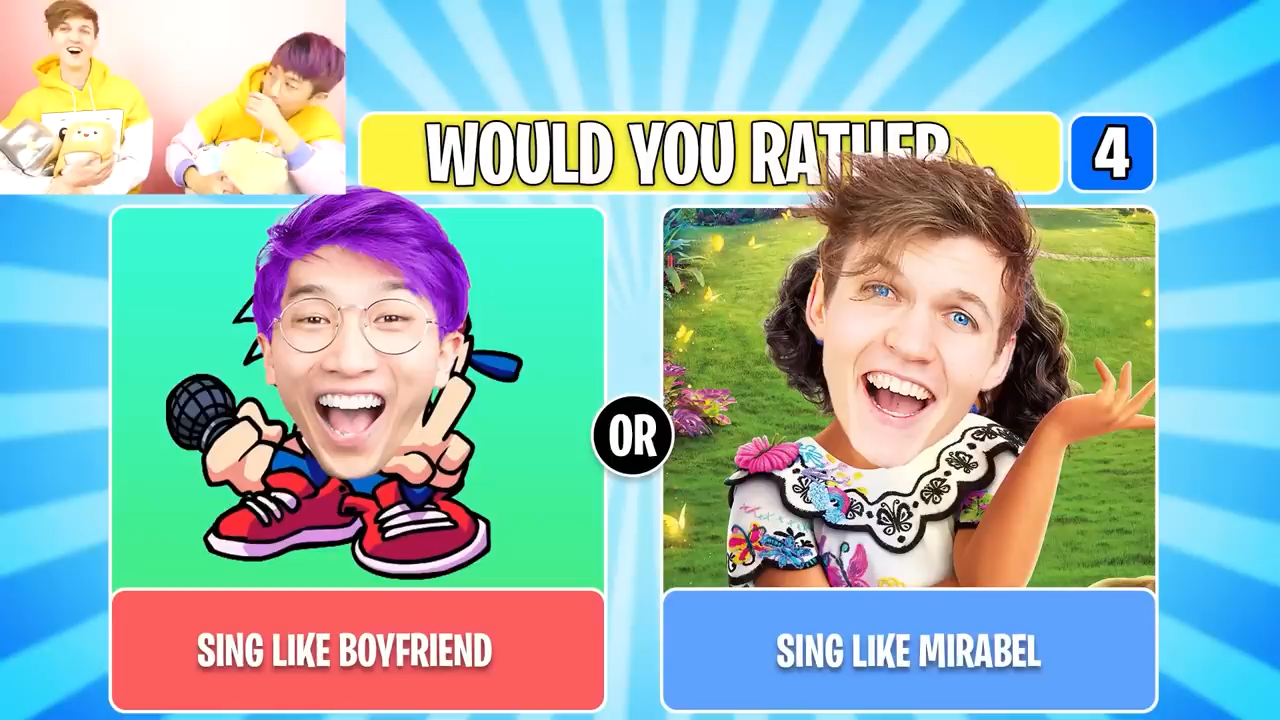 WOULD YOU RATHER
4
OR
SING LIKE BOYFRIEND
SING LIKE MIRABEL